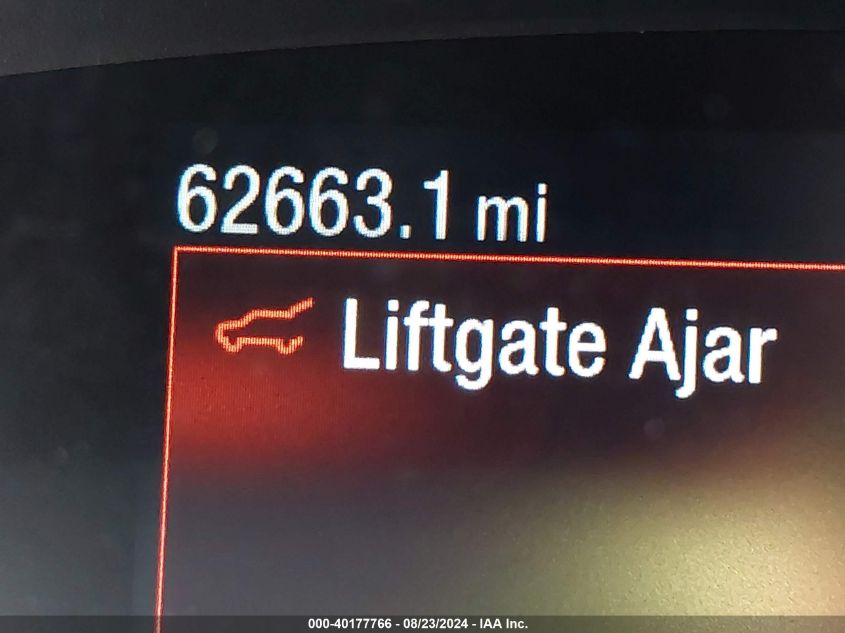 62663.1 mi
Liftgate Ajar
000-40177766 - 08/23/2024 - IAA Inc.